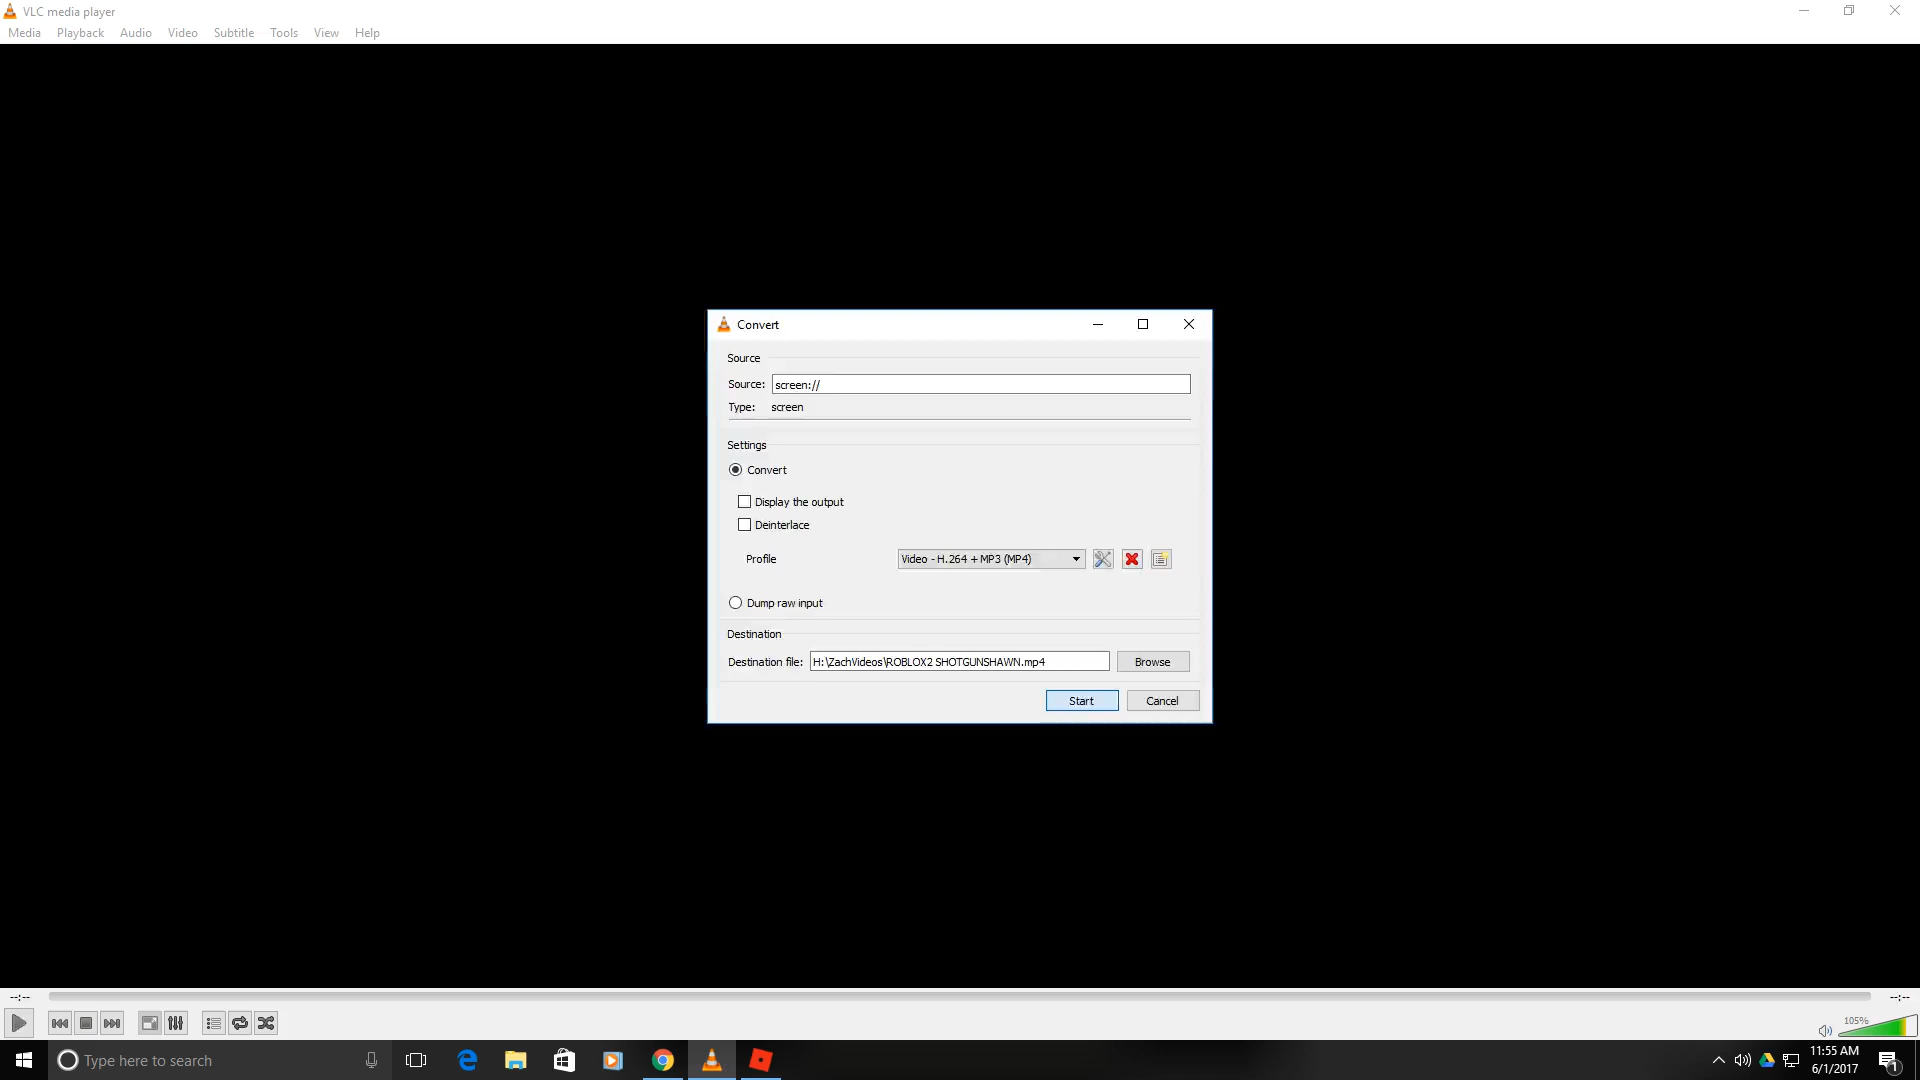 VLC media player
Media Playback Audio Video Subtitle Tools View Help
Convert
Source
Source: screen://
Type: screen
Settings
Convert
Display the output
Deinterlace
Profile Video - H.264 + MP3 (MP4)
Dump raw input
Destination
Destination file: H:\ZachVideos\ROBLOX2 SHOTGUNSHAWN.mp4 Browse
Start Cancel
--:-- --:--
105%
Type here to search
11:55 AM
6/1/2017
1